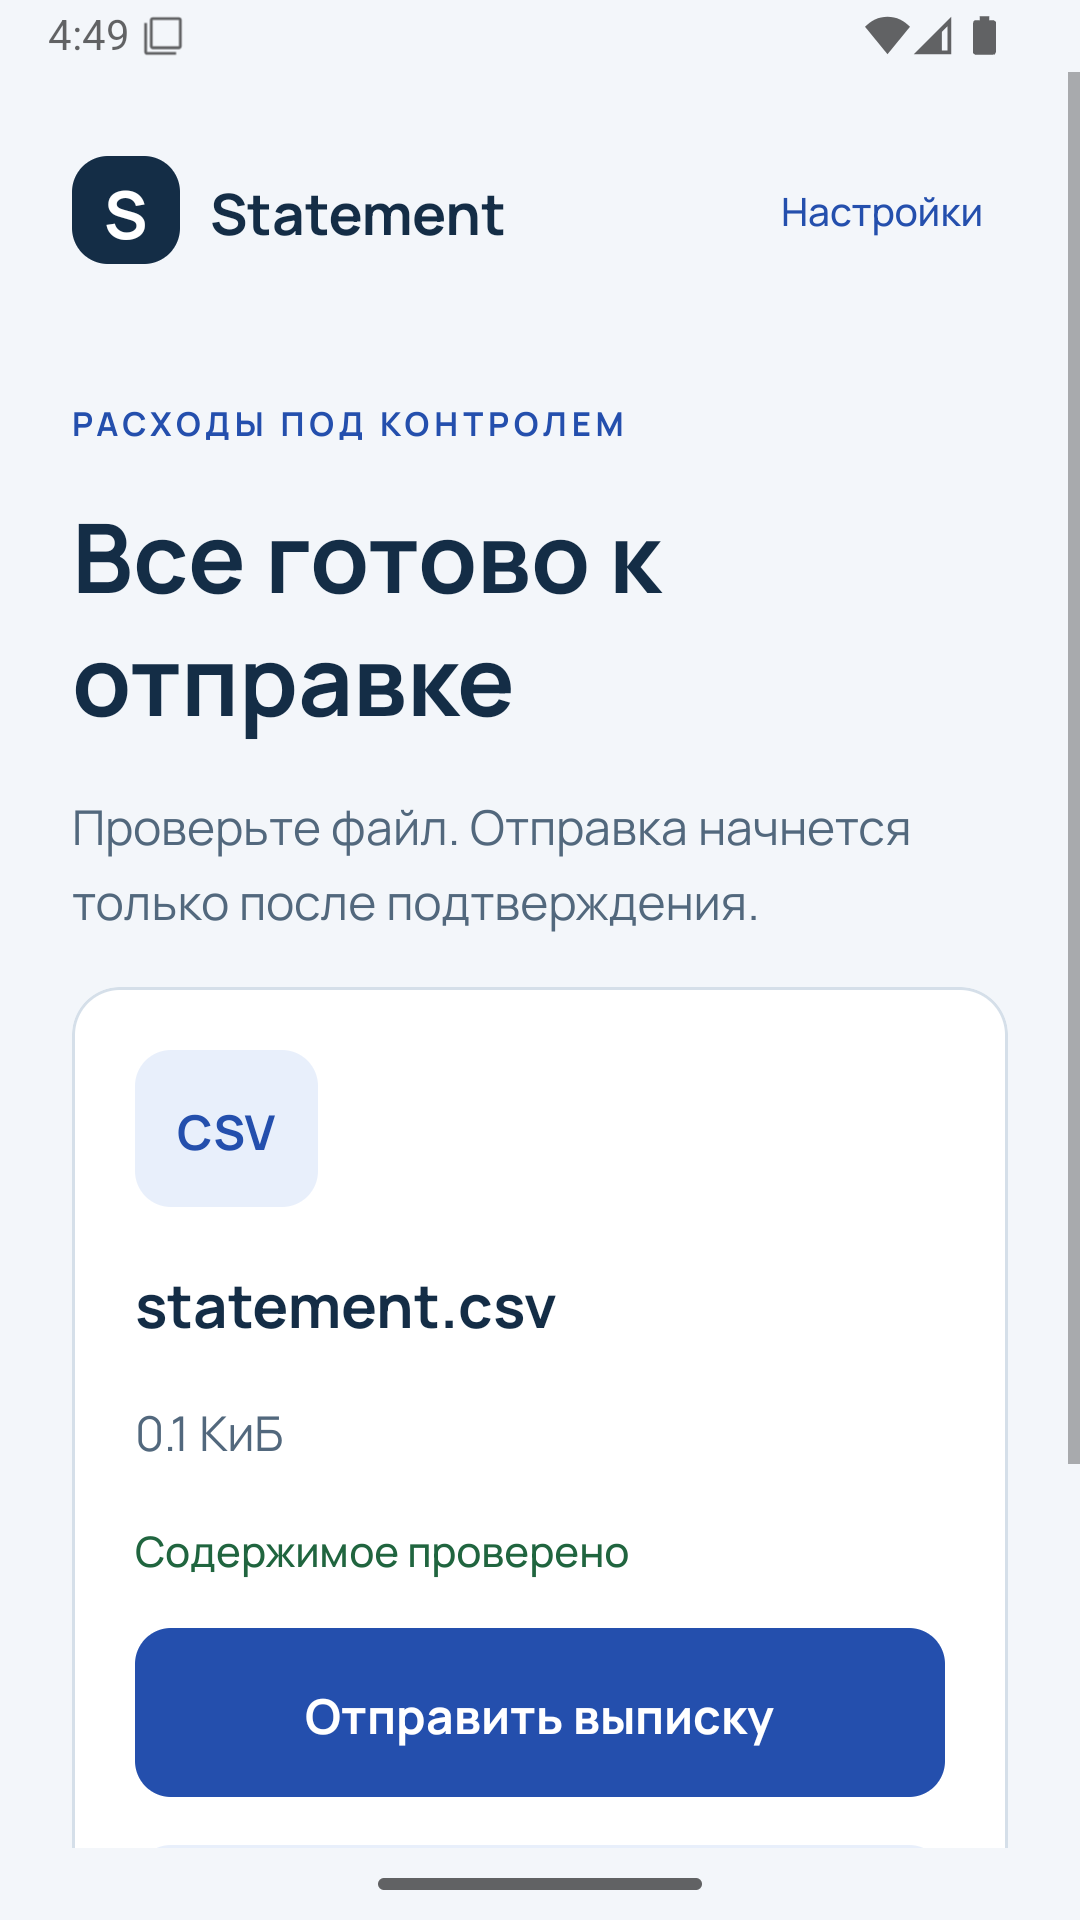 4:49
S Statement
Настройки
РАСХОДЫ ПОД КОНТРОЛЕМ
Все готово к
отправке
Проверьте файл. Отправка начнется
только после подтверждения.
CSV
statement.csv
0.1 КиБ
Содержимое проверено
Отправить выписку